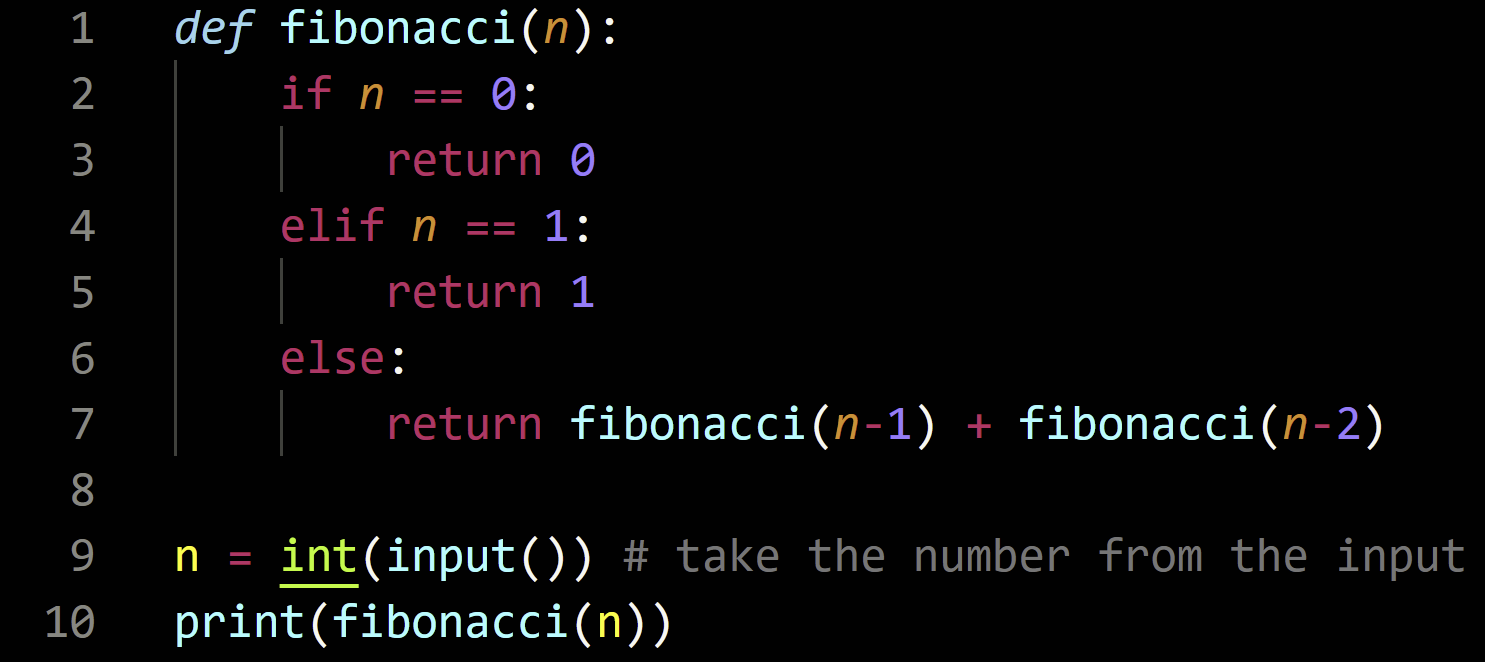 1 def fibonacci(n):
2     if n == 0:
3         return 0
4     elif n == 1:
5         return 1
6     else:
7         return fibonacci(n-1) + fibonacci(n-2)
8
9 n = int(input()) # take the number from the input
10 print(fibonacci(n))